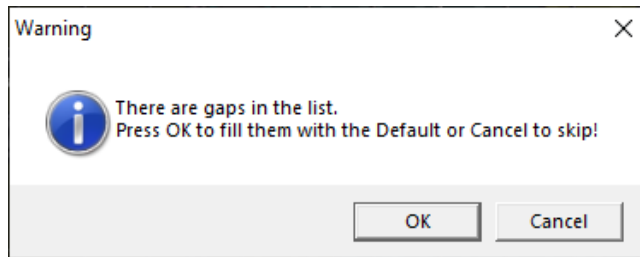 Warning
There are gaps in the list.
Press OK to fill them with the Default or Cancel to skip!
OK
Cancel